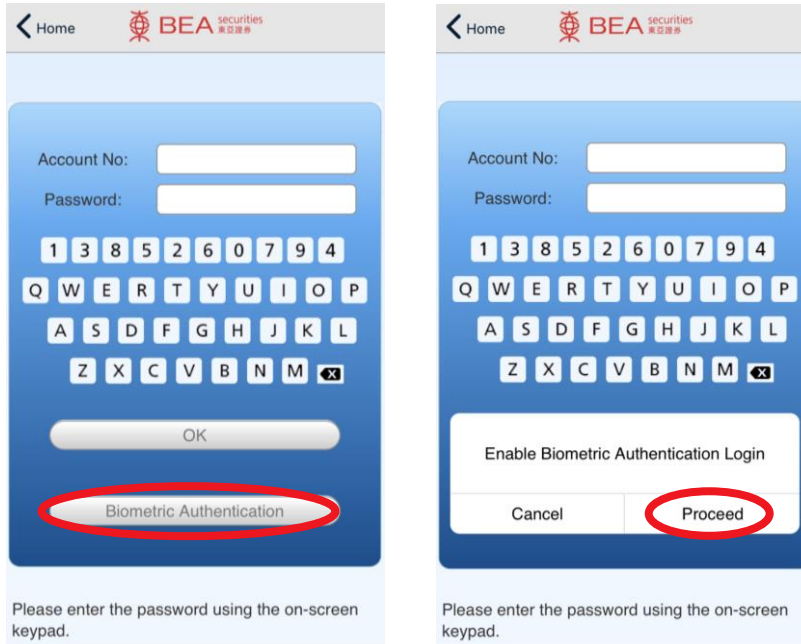 Home
BEA securities
東亞證券
Account No:
Password:
1 3 8 5 2 6 0 7 9 4
Q W E R T Y U I O P
A S D F G H J K L
Z X C V B N M X
OK
Biometric Authentication
Please enter the password using the on-screen
keypad.
Home
BEA securities
東亞證券
Account No:
Password:
1 3 8 5 2 6 0 7 9 4
Q W E R T Y U I O P
A S D F G H J K L
Z X C V B N M X
Enable Biometric Authentication Login
Cancel Proceed
Please enter the password using the on-screen
keypad.